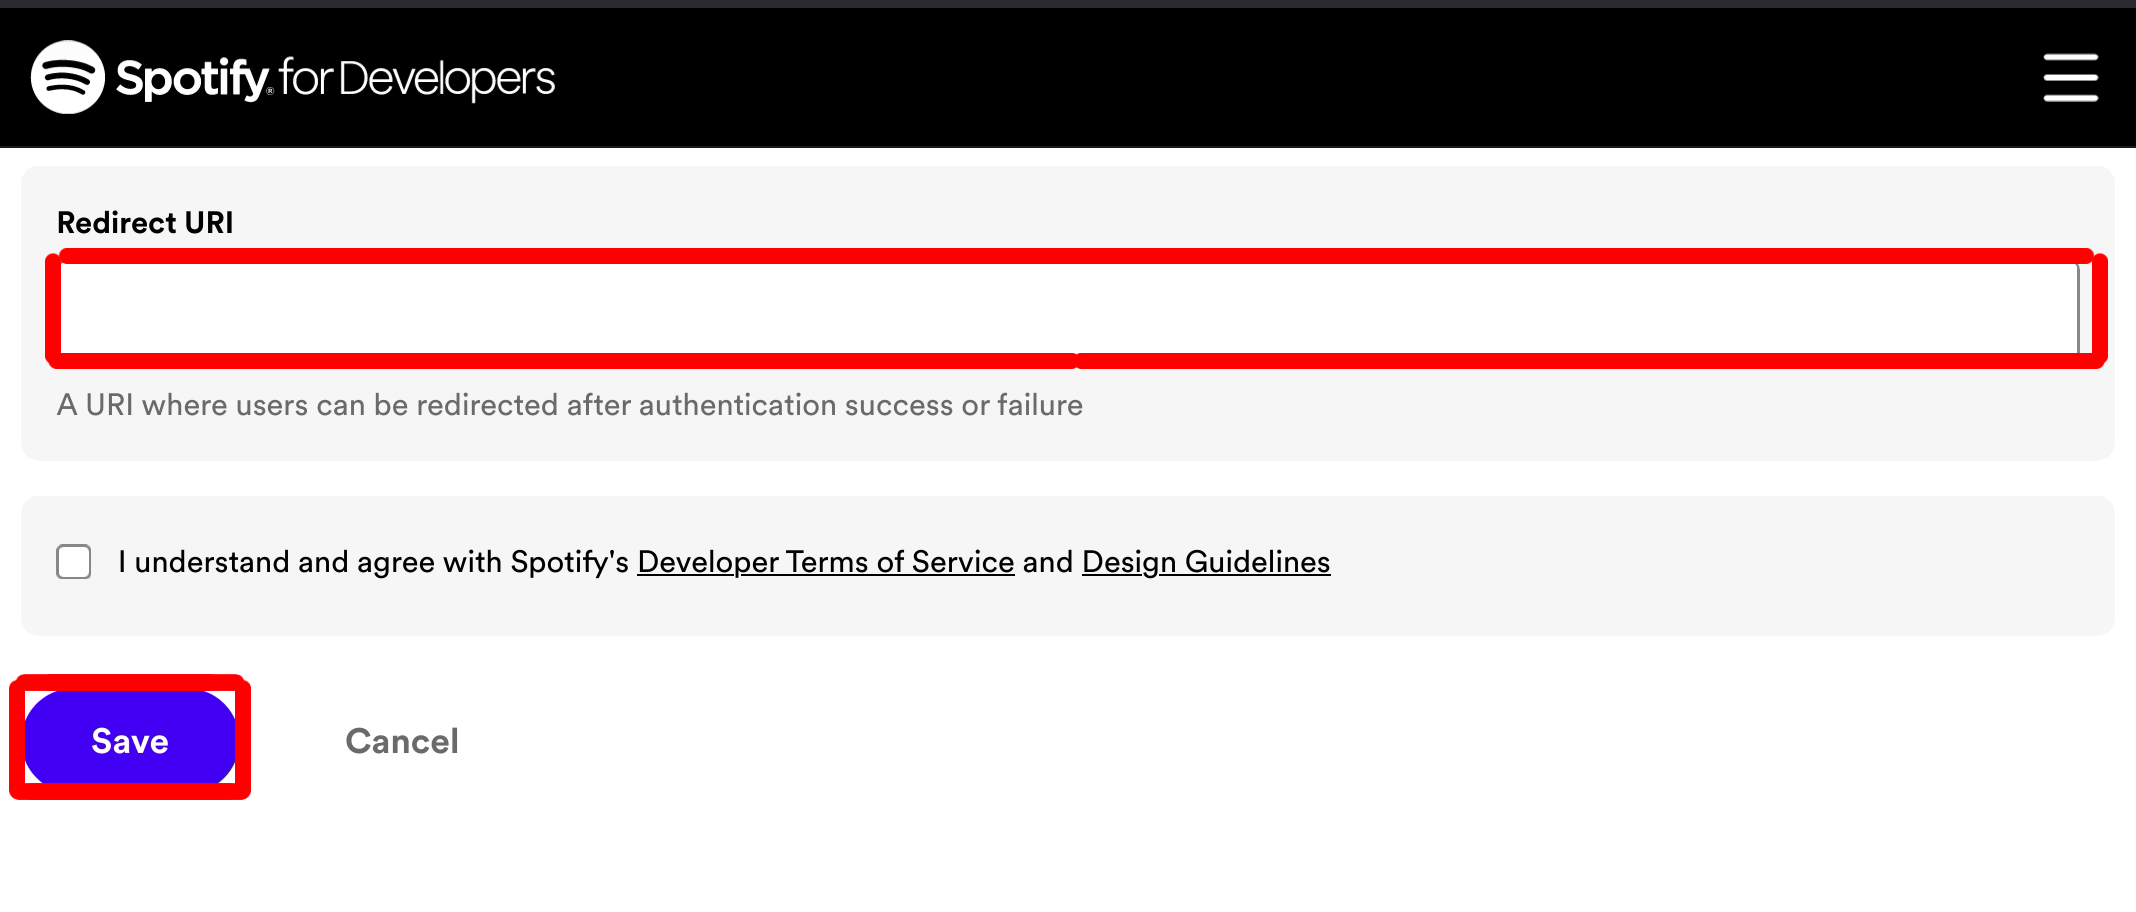 Spotify® for Developers
Redirect URI
A URI where users can be redirected after authentication success or failure
I understand and agree with Spotify's Developer Terms of Service and Design Guidelines
Save
Cancel